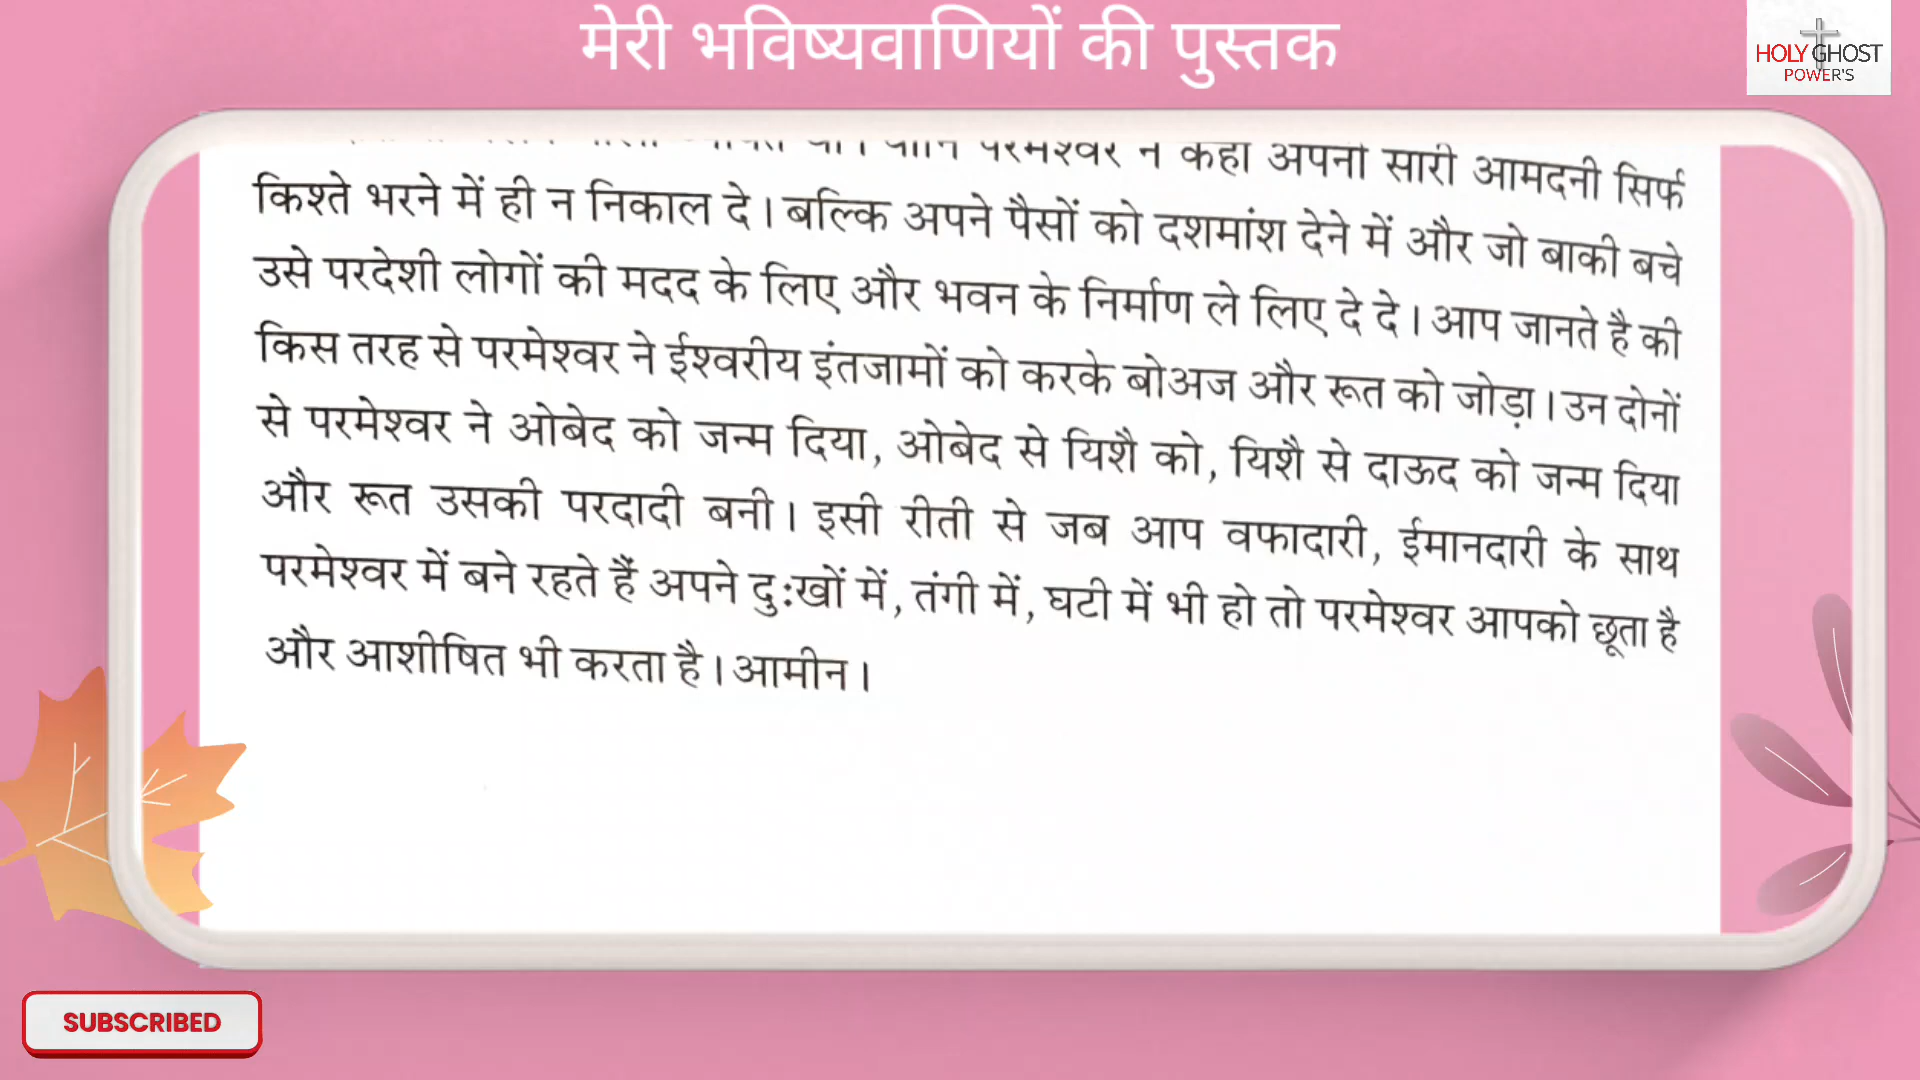 मेरी भविष्यवाणियों की पुस्तक
HOLY GHOST
POWER'S
परमेश्वर ने कहा अपनी सारी आमदनी सिर्फ
किश्ते भरने में ही न निकाल दे। बल्कि अपने पैसों को दशमांश देने में और जो बाकी बचे
उसे परदेशी लोगों की मदद के लिए और भवन के निर्माण ले लिए दे दे। आप जानते है की
किस तरह से परमेश्वर ने ईश्वरीय इंतजामों को करके बोअज और रूत को जोड़ा। उन दोनों
से परमेश्वर ने ओबेद को जन्म दिया, ओबेद से यिशै को, यिशै से दाऊद को जन्म दिया
और रूत उसकी परदादी बनी। इसी रीती से जब आप वफादारी, ईमानदारी के साथ
परमेश्वर में बने रहते हैं अपने दुःखों में, तंगी में, घटी में भी हो तो परमेश्वर आपको छूता है
और आशीषित भी करता है। आमीन।
SUBSCRIBED